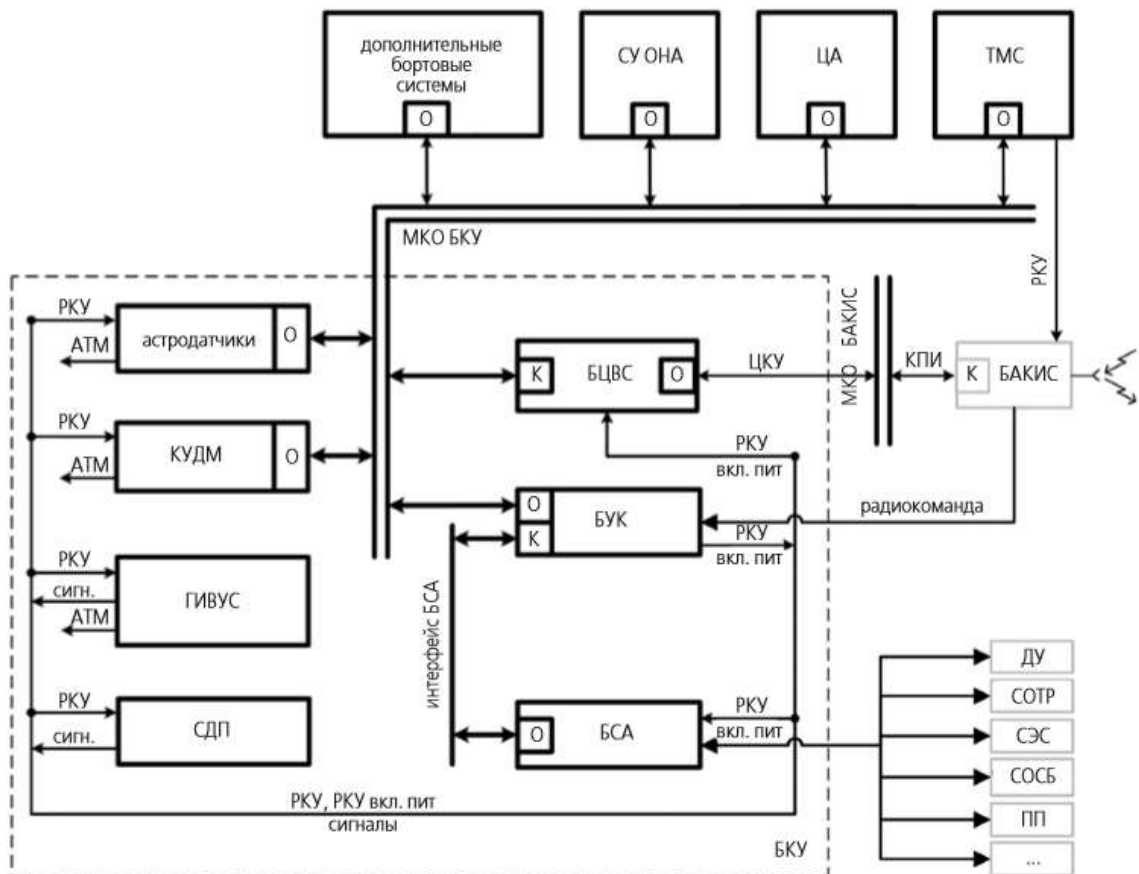 дополнительные
бортовые
системы
О
СУ ОНА
О
ЦА
О
ТМС
О
МКО БКУ
РКУ
РКУ
АТМ
астродатчики
О
К
БЦВС
О
ЦКУ
МКО БАКИС
КПИ
К
БАКИС
РКУ
АТМ
КУДМ
О
РКУ
вкл. пит
О
К
БУК
радиокоманда
РКУ
вкл. пит
РКУ
сигн.
АТМ
ГИВУС
интерфейс БСА
РКУ
сигн.
СДП
О
БСА
РКУ
вкл. пит
ДУ
СОТР
СЭС
СОСБ
ПП
...
РКУ, РКУ вкл. пит
сигналы
БКУ